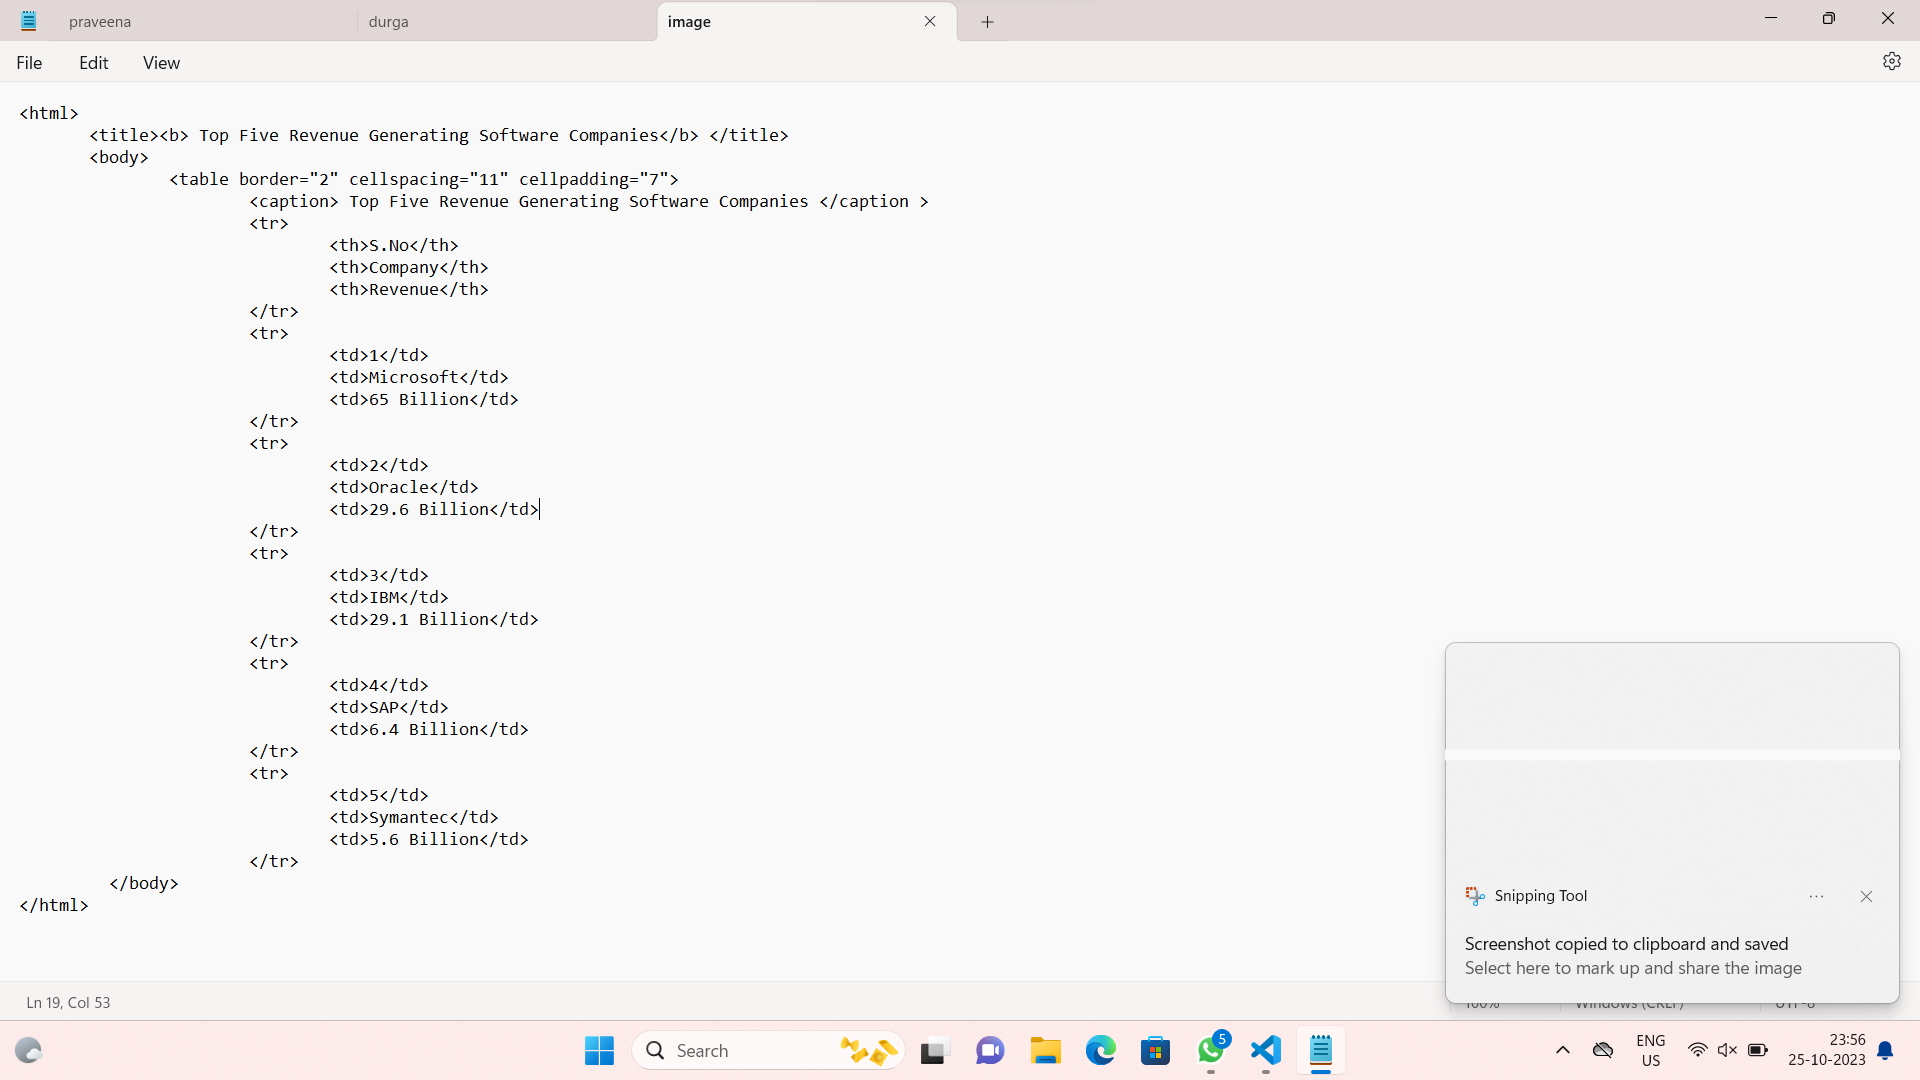 praveena
durga
image
File
Edit
View
<html>
<title><b> Top Five Revenue Generating Software Companies</b> </title>
<body>
<table border="2" cellspacing="11" cellpadding="7">
<caption> Top Five Revenue Generating Software Companies </caption >
<tr>
<th>S.No</th>
<th>Company</th>
<th>Revenue</th>
</tr>
<tr>
<td>1</td>
<td>Microsoft</td>
<td>65 Billion</td>
</tr>
<tr>
<td>2</td>
<td>Oracle</td>
<td>29.6 Billion</td>
</tr>
<tr>
<td>3</td>
<td>IBM</td>
<td>29.1 Billion</td>
</tr>
<tr>
<td>4</td>
<td>SAP</td>
<td>6.4 Billion</td>
</tr>
<tr>
<td>5</td>
<td>Symantec</td>
<td>5.6 Billion</td>
</tr>
</body>
</html>
Snipping Tool
Screenshot copied to clipboard and saved
Select here to mark up and share the image
Ln 19, Col 53
100%
Windows (CRLF)
UTF-8
Search
5
ENG
US
23:56
25-10-2023